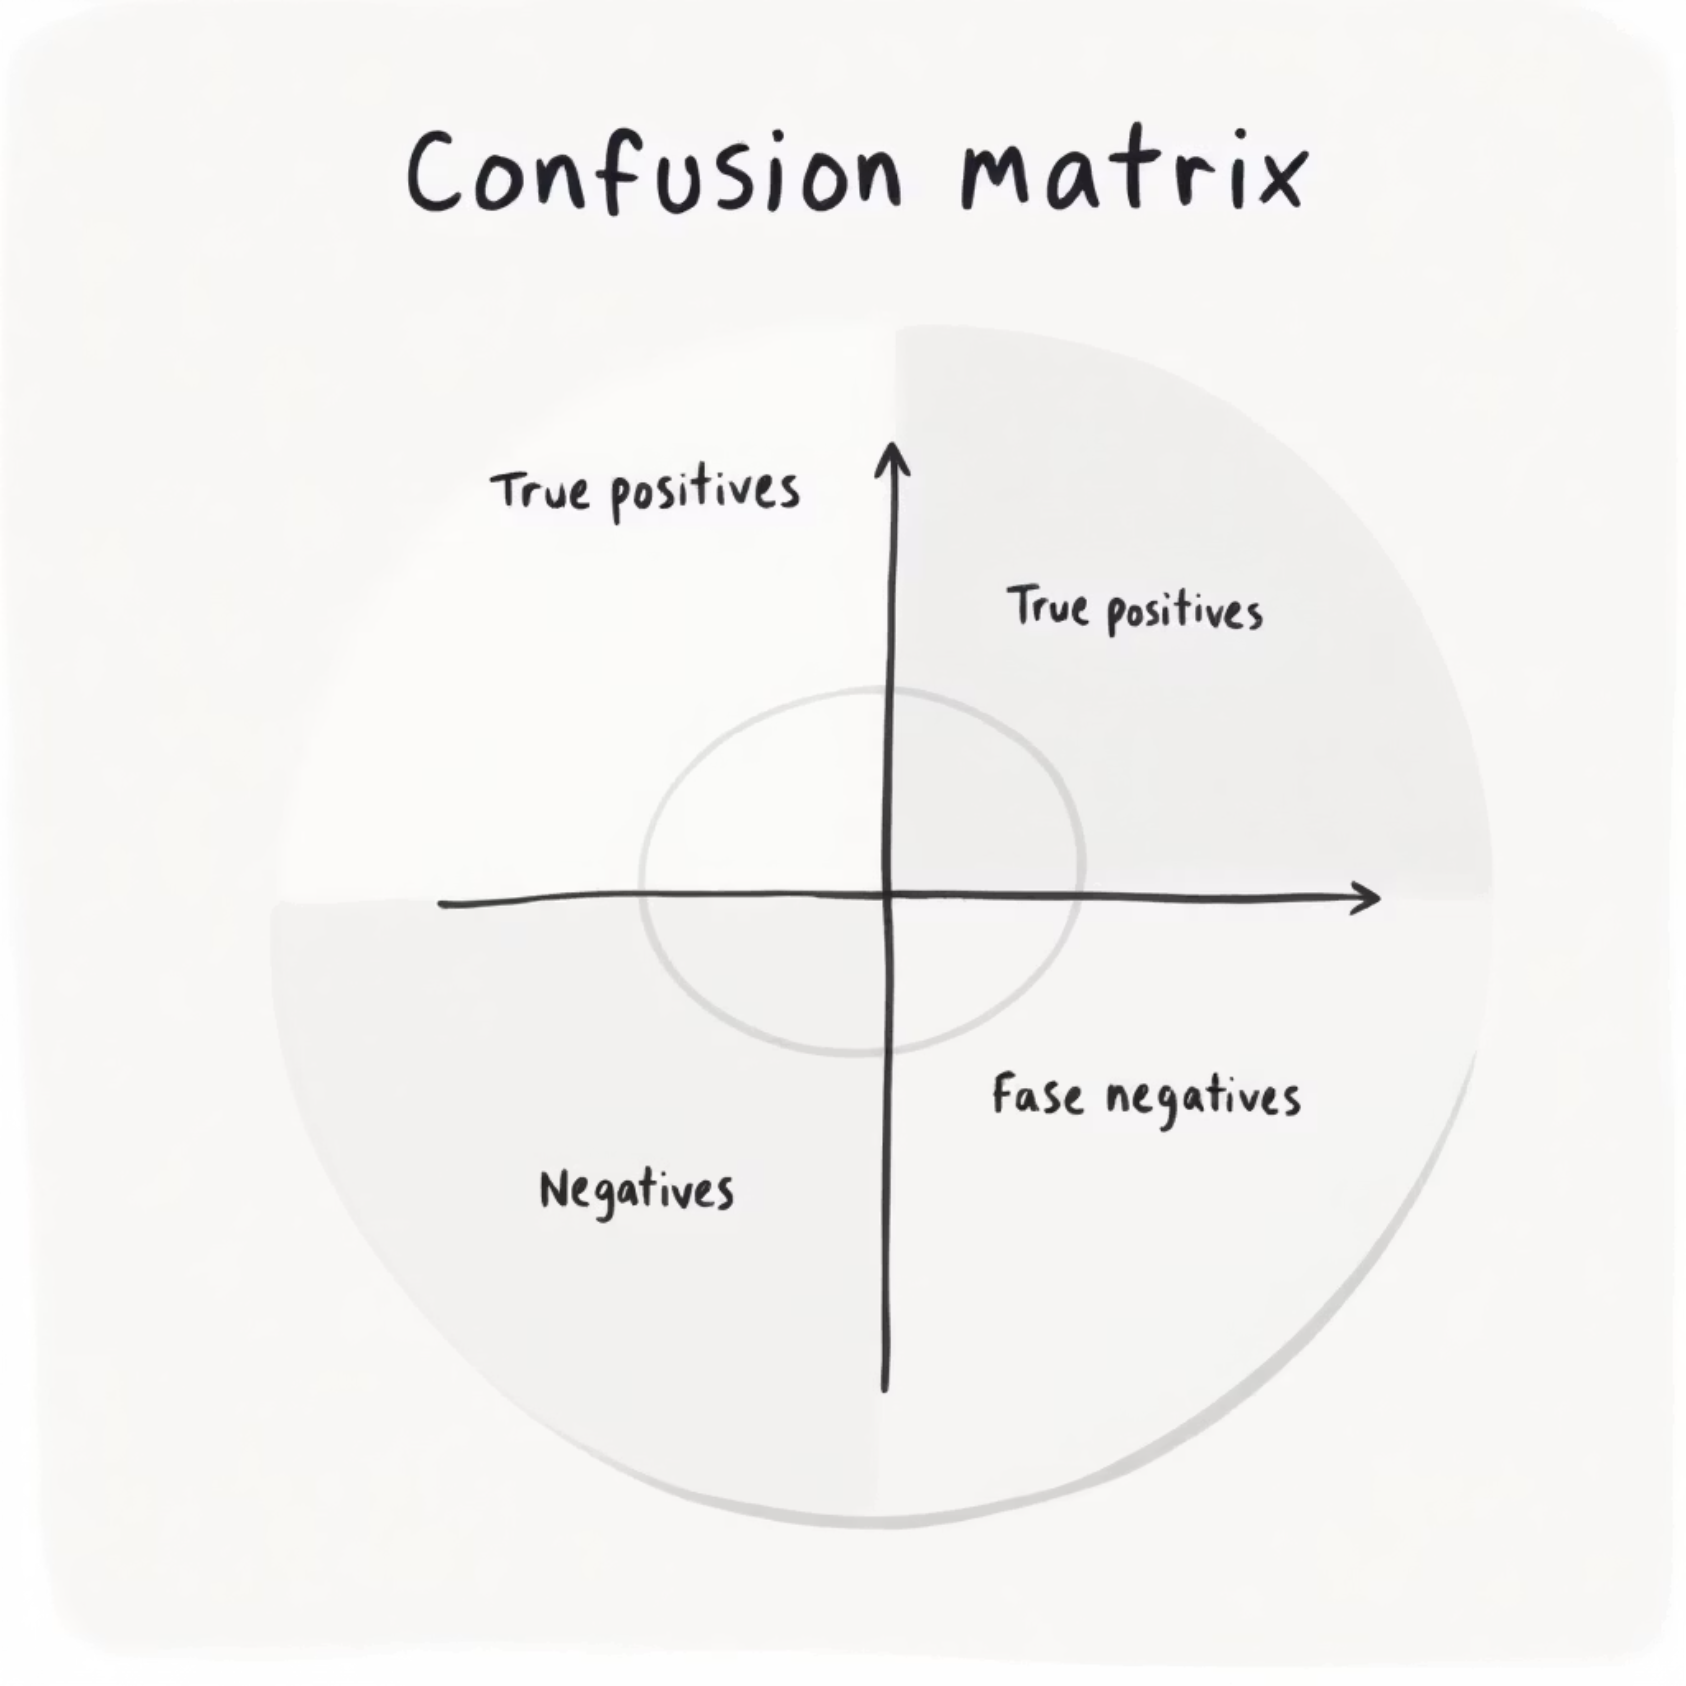 Confusion matrix
True positives
True positives
Fase negatives
Negatives